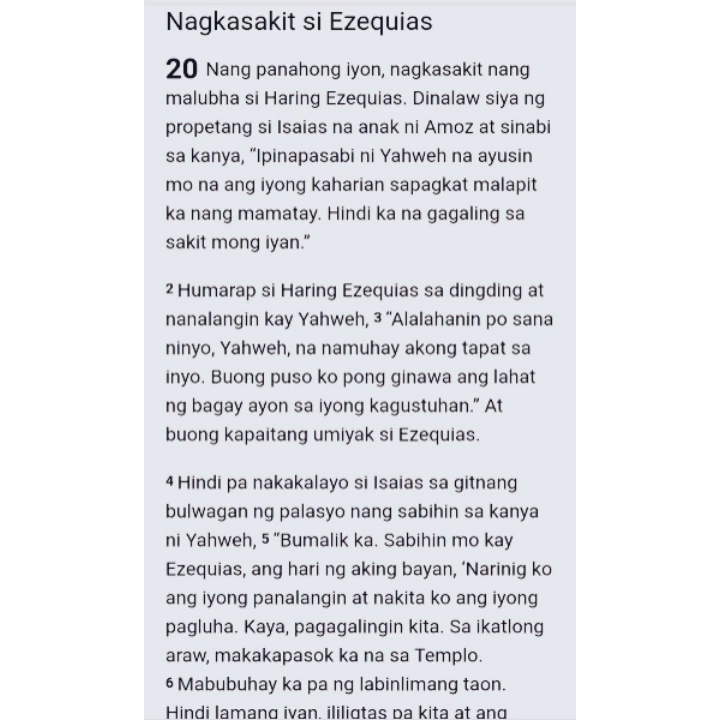 Nagkasakit si Ezequias
20 Nang panahong iyon, nagkasakit nang
malubha si Haring Ezequias. Dinalaw siya ng
propetang si Isaias na anak ni Amoz at sinabi
sa kanya, “Ipinapasabi ni Yahweh na ayusin
mo na ang iyong kaharian sapagkat malapit
ka nang mamatay. Hindi ka na gagaling sa
sakit mong iyan.”
2 Humarap si Haring Ezequias sa dingding at
nanalangin kay Yahweh, 3 “Alalahanin po sana
ninyo, Yahweh, na namuhay akong tapat sa
inyo. Buong puso ko pong ginawa ang lahat
ng bagay ayon sa iyong kagustuhan.” At
buong kapaitang umiyak si Ezequias.
4 Hindi pa nakakalayo si Isaias sa gitnang
bulwagan ng palasyo nang sabihin sa kanya
ni Yahweh, 5 “Bumalik ka. Sabihin mo kay
Ezequias, ang hari ng aking bayan, ‘Narinig ko
ang iyong panalangin at nakita ko ang iyong
pagluha. Kaya, pagagalingin kita. Sa ikatlong
araw, makakapasok ka na sa Templo.
6 Mabubuhay ka pa ng labinlimang taon.
Hindi lamang iyan, ililigtas pa kita at ang